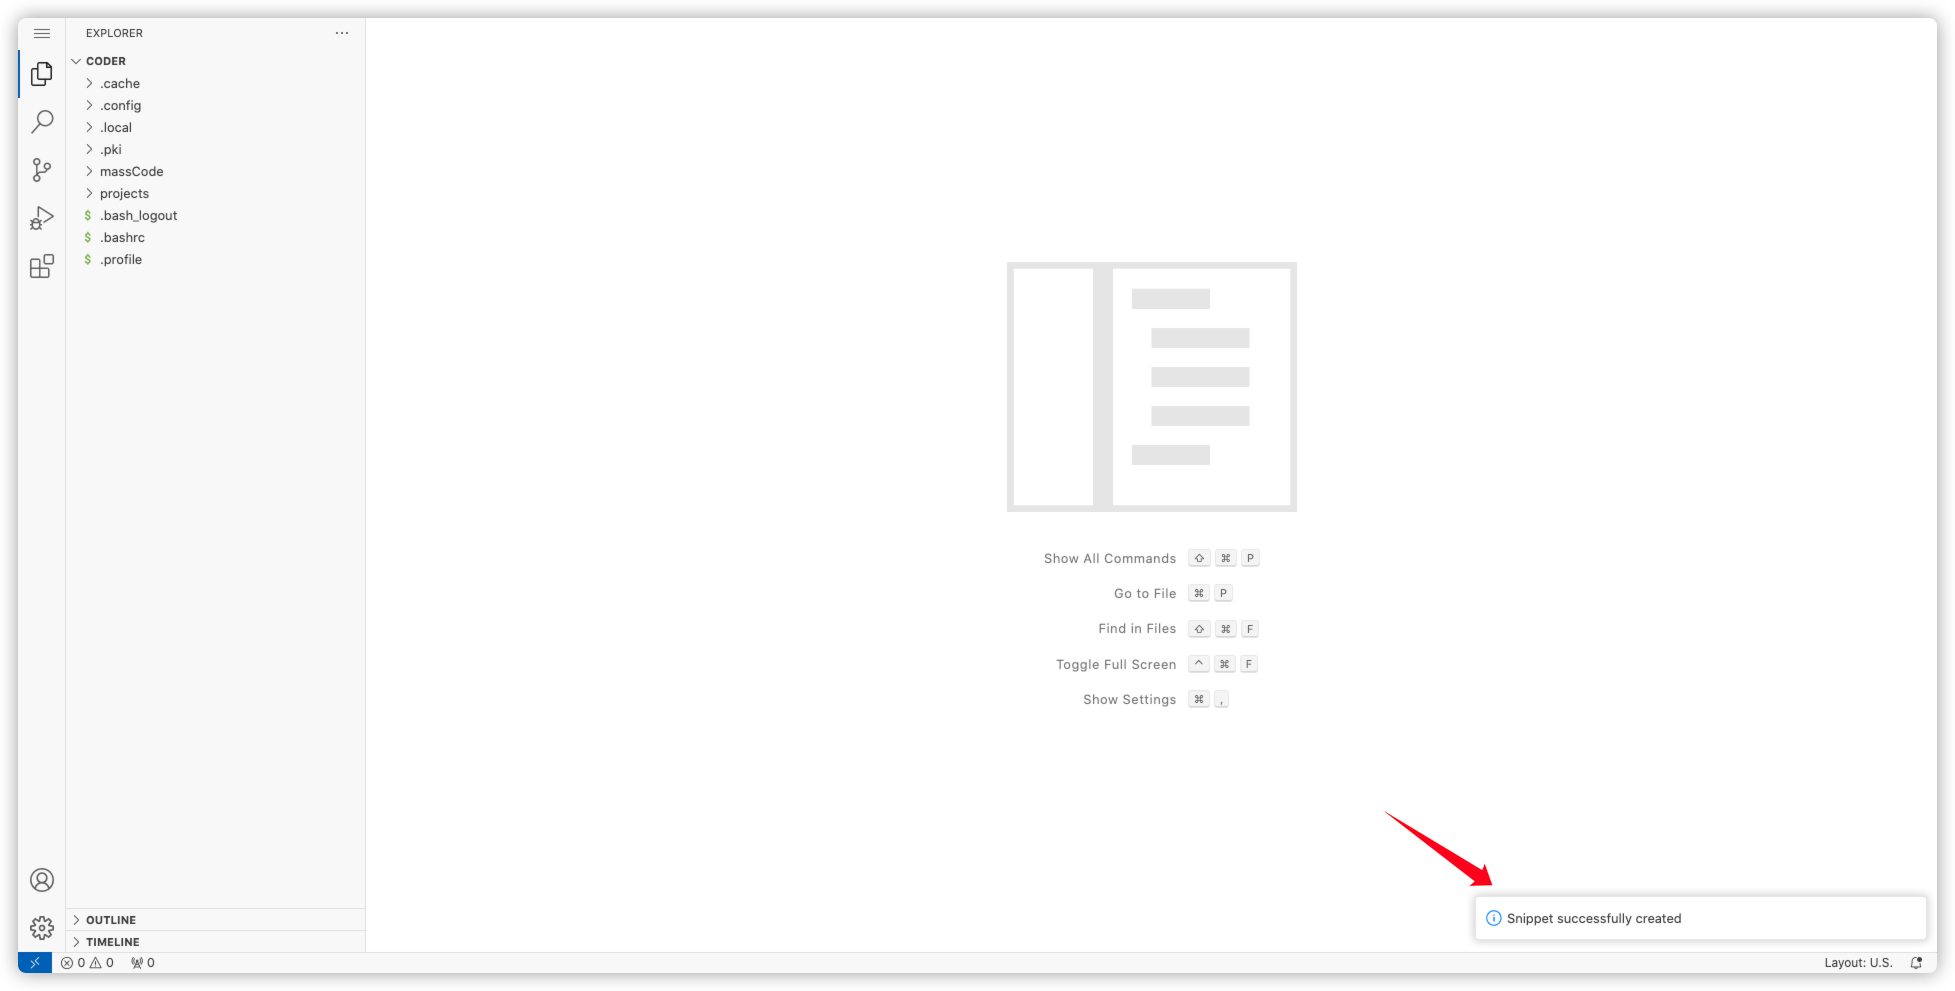 EXPLORER
CODER
.cache
.config
.local
.pki
massCode
projects
$ .bash_logout
$ .bashrc
$ .profile
OUTLINE
TIMELINE
Show All Commands ⇧ ⌘ P
Go to File ⌘ P
Find in Files ⇧ ⌘ F
Toggle Full Screen ^ ⌘ F
Show Settings ⌘ ,
Snippet successfully created
0 0 0
Layout: U.S.